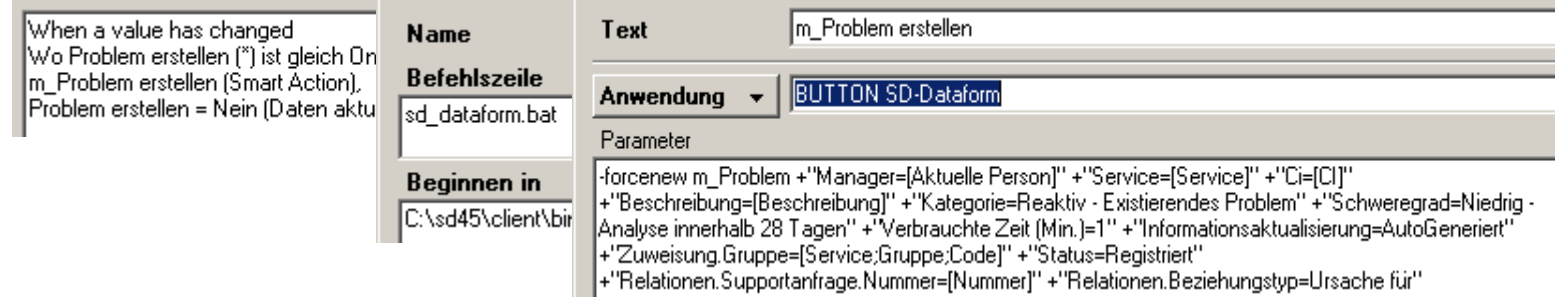 When a value has changed
Wo Problem erstellen (*) ist gleich On
m_Problem erstellen (Smart Action),
Problem erstellen = Nein (Daten aktu
Name
Befehlszeile
sd_dataform.bat
Beginnen in
C:\sd45\client\bin
Text
m_Problem erstellen
Anwendung
BUTTON SD-Dataform
Parameter
-forcenew m_Problem +"Manager=[Aktuelle Person]" +"Service=[Service]" +"Ci=[CI]"
+"Beschreibung=[Beschreibung]" +"Kategorie=Reaktiv - Existierendes Problem" +"Schweregrad=Niedrig -
Analyse innerhalb 28 Tagen" +"Verbrauchte Zeit (Min.)=1" +"Informationsaktualisierung=AutoGeneriert"
+"Zuweisung.Gruppe=[Service;Gruppe;Code]" +"Status=Registriert"
+"Relationen.Supportanfrage.Nummer=[Nummer]" +"Relationen.Beziehungstyp=Ursache für"